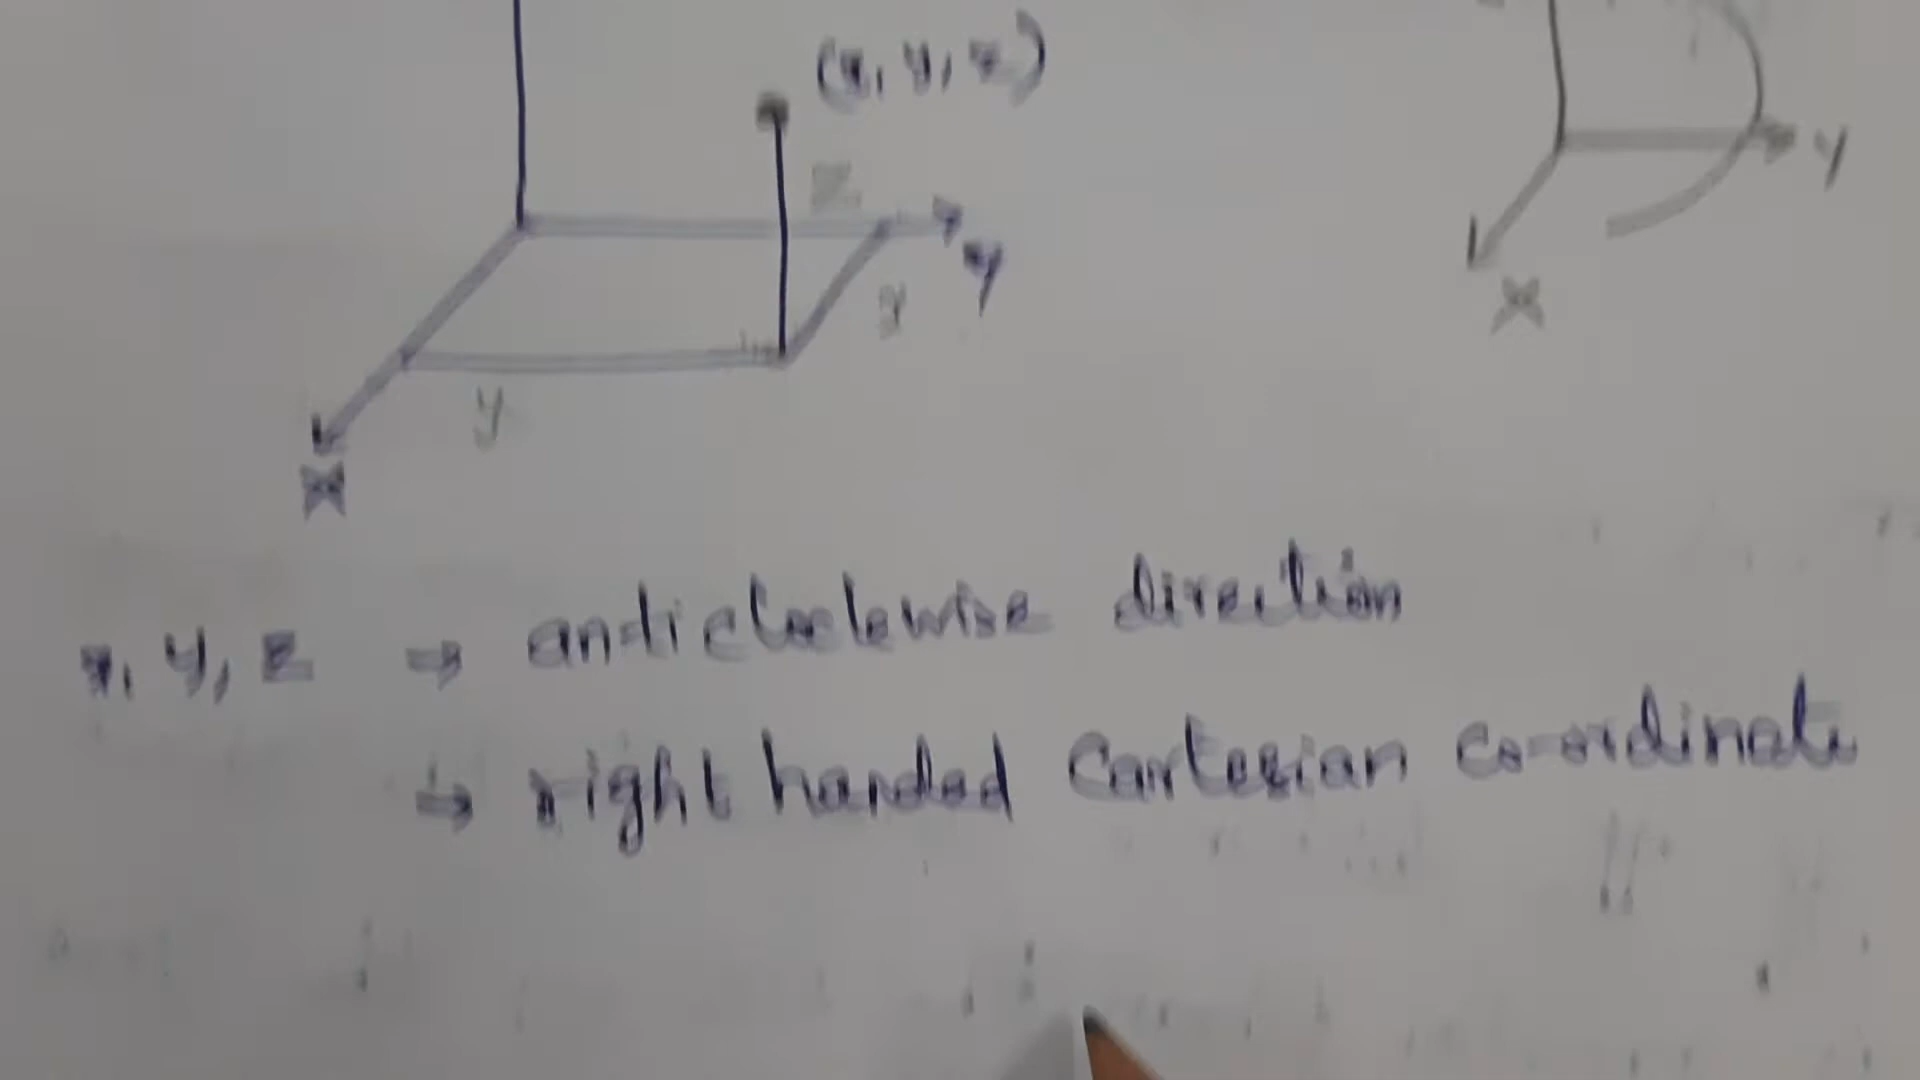 (x, y, z)
Z
y
y
x
y
X
X
x, y, z ⇒ anticlockwise direction
↳ right handed Cartesian co-ordinate